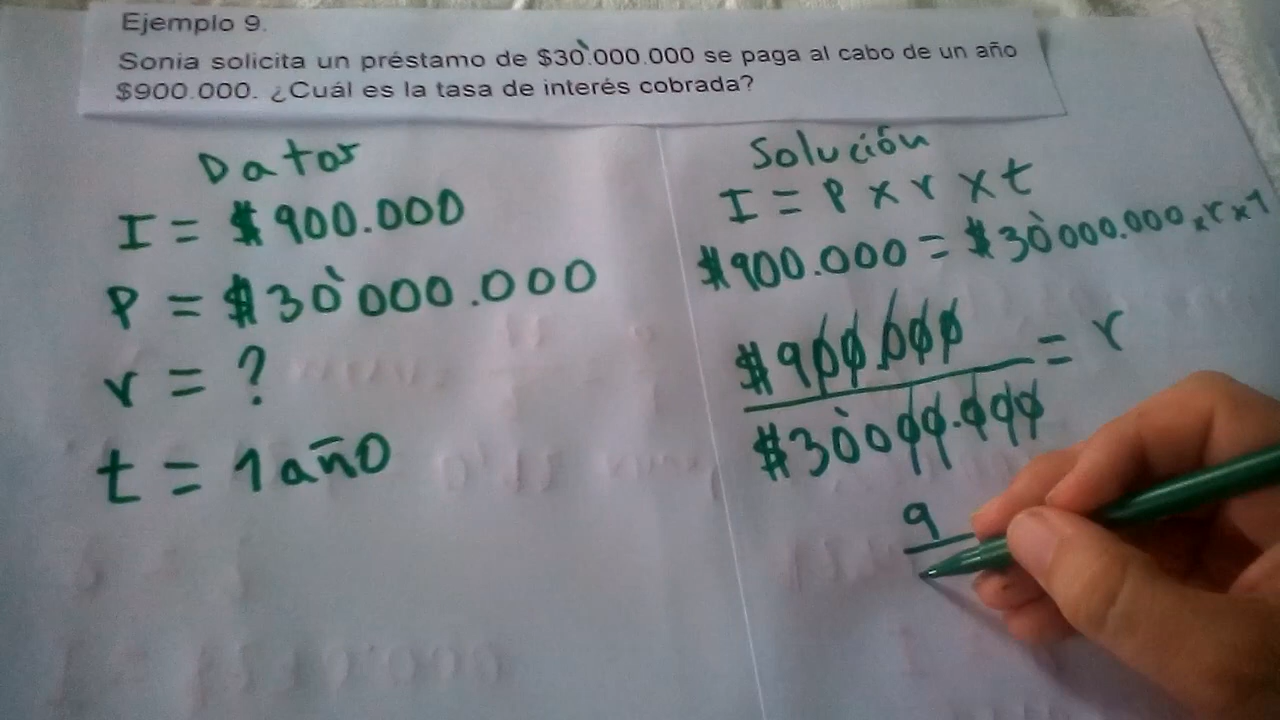 Ejemplo 9.
Sonia solicita un préstamo de $30'000.000 se paga al cabo de un año
$900.000. ¿Cuál es la tasa de interés cobrada?
Datos
I = $900.000
P = $30'000.000
r = ?
t = 1año
Solución
I = P x r x t
$900.000 = $30'000.000 x r x 1
$900.000 = r
$30'000.000
9